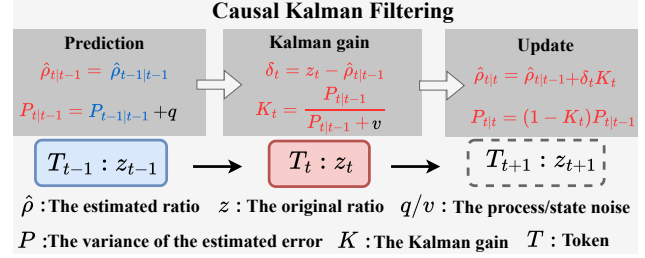 Causal Kalman Filtering
Prediction
ρ̂_{t|t−1} = ρ̂_{t−1|t−1}
P_{t|t−1} = P_{t−1|t−1} + q
Kalman gain
δ_t = z_t − ρ̂_{t|t−1}
K_t = P_{t|t−1} / (P_{t|t−1} + v)
Update
ρ̂_{t|t} = ρ̂_{t|t−1} + δ_t K_t
P_{t|t} = (1 − K_t) P_{t|t−1}
T_{t−1} : z_{t−1}
T_t : z_t
T_{t+1} : z_{t+1}
ρ̂ : The estimated ratio z : The original ratio q/v : The process/state noise
P : The variance of the estimated error K : The Kalman gain T : Token